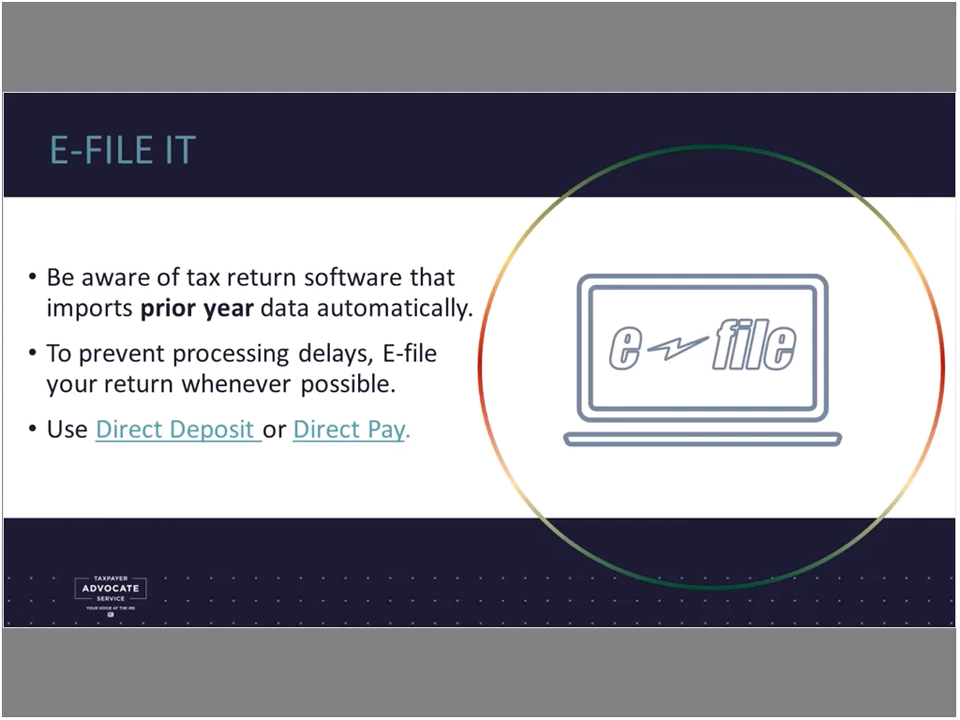 E-FILE IT
• Be aware of tax return software that
imports prior year data automatically.
• To prevent processing delays, E-file
your return whenever possible.
• Use Direct Deposit or Direct Pay.
e file
TAXPAYER
ADVOCATE
SERVICE
YOUR VOICE AT THE IRS